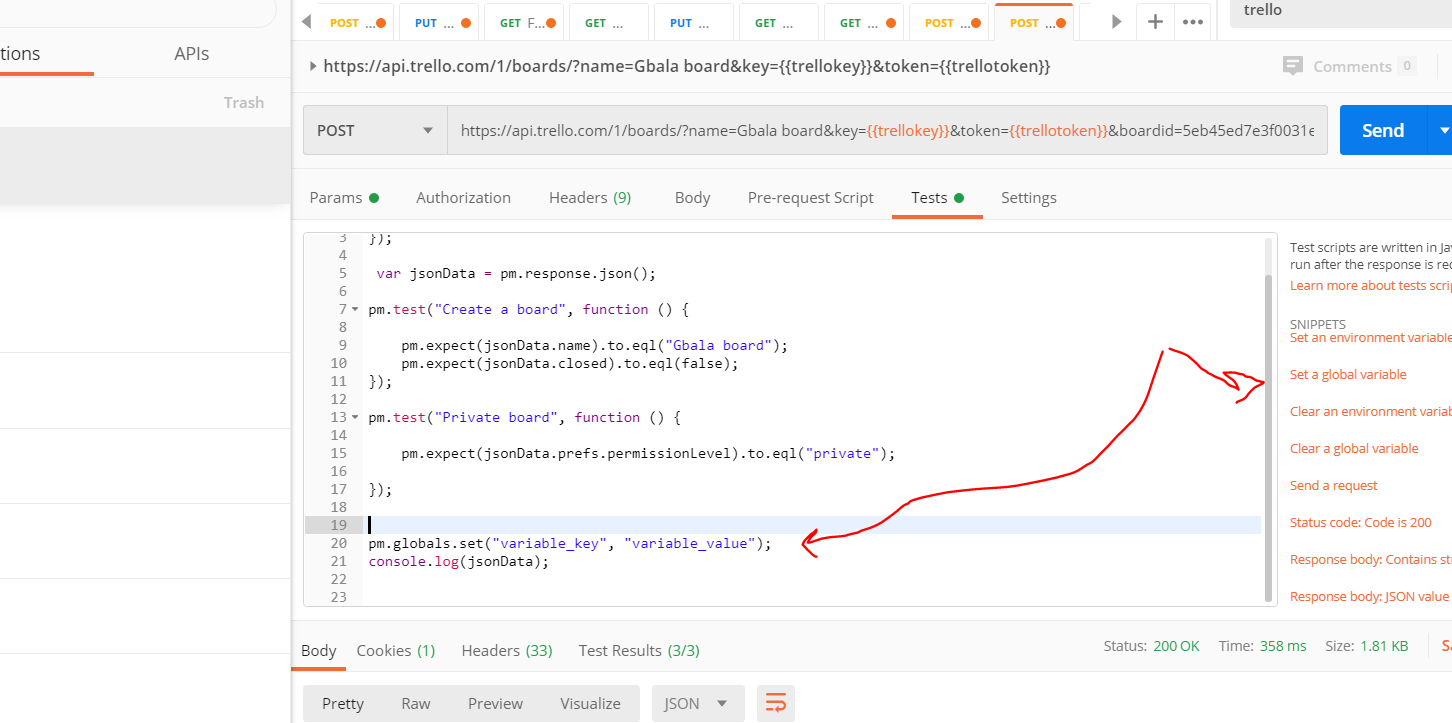 POST ... PUT ... GET F... GET ... PUT ... GET ... GET ... POST ... POST ... + ••• trello
tions APIs
https://api.trello.com/1/boards/?name=Gbala board&key={{trellokey}}&token={{trellotoken}} Comments 0
Trash
POST https://api.trello.com/1/boards/?name=Gbala board&key={{trellokey}}&token={{trellotoken}}&boardid=5eb45ed7e3f0031e Send
Params Authorization Headers (9) Body Pre-request Script Tests Settings
3 });
4
5 var jsonData = pm.response.json();
6
7 pm.test("Create a board", function () {
8
9 pm.expect(jsonData.name).to.eql("Gbala board");
10 pm.expect(jsonData.closed).to.eql(false);
11 });
12
13 pm.test("Private board", function () {
14
15 pm.expect(jsonData.prefs.permissionLevel).to.eql("private");
16
17 });
18
19
20 pm.globals.set("variable_key", "variable_value");
21 console.log(jsonData);
22
23
Test scripts are written in Ja
run after the response is rec
Learn more about tests scrip
SNIPPETS
Set an environment variable
Set a global variable
Clear an environment variab
Clear a global variable
Send a request
Status code: Code is 200
Response body: Contains str
Response body: JSON value
Body Cookies (1) Headers (33) Test Results (3/3) Status: 200 OK Time: 358 ms Size: 1.81 KB Sa
Pretty Raw Preview Visualize JSON